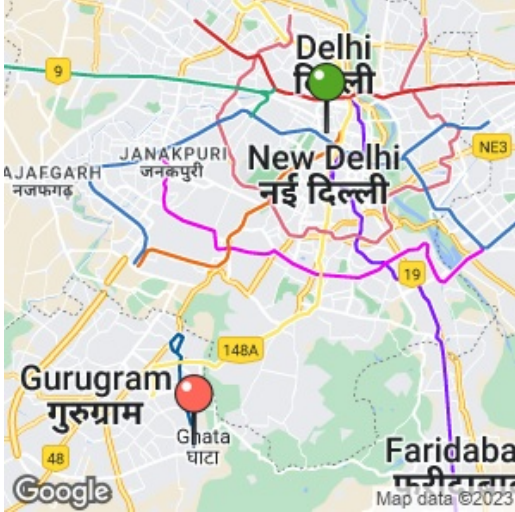 Delhi
9
NE3
JANAKPURI
जनकपुरी
AJAFGARH
नजफगढ़
New Delhi
नई दिल्ली
19
148A
Gurugram
गुरुग्राम
Ghata
घाटा
48
Faridaba
Google
Map data ©2023